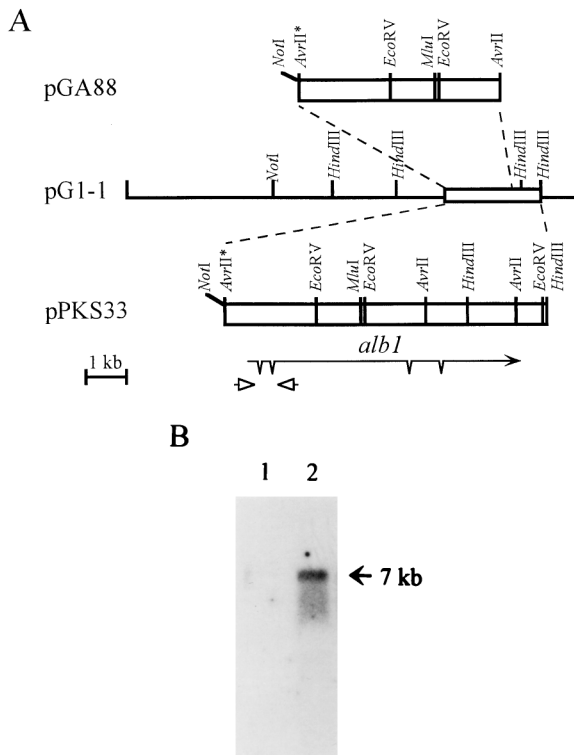 A
pGA88
NotI
AvrII*
EcoRV
MluI
EcoRV
AvrII
pG1-1
NotI
HindIII
HindIII
HindIII
HindIII
pPKS33
NotI
AvrII*
EcoRV
MluI
EcoRV
AvrII
HindIII
AvrII
EcoRV
HindIII
1 kb
alb1
B
1 2
7 kb